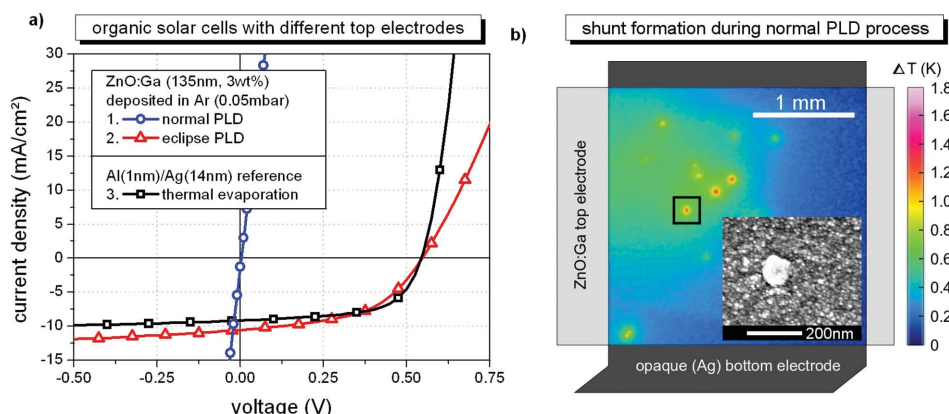 a)
organic solar cells with different top electrodes
ZnO:Ga (135nm, 3wt%)
deposited in Ar (0.05mbar)
1. normal PLD
2. eclipse PLD
Al(1nm)/Ag(14nm) reference
3. thermal evaporation
current density (mA/cm²)
30
25
20
15
10
5
0
-5
-10
-15
-0.50
-0.25
0.00
0.25
0.50
0.75
voltage (V)
b)
shunt formation during normal PLD process
ZnO:Ga top electrode
1 mm
200nm
opaque (Ag) bottom electrode
ΔT (K)
1.8
1.6
1.4
1.2
1.0
0.8
0.6
0.4
0.2
0